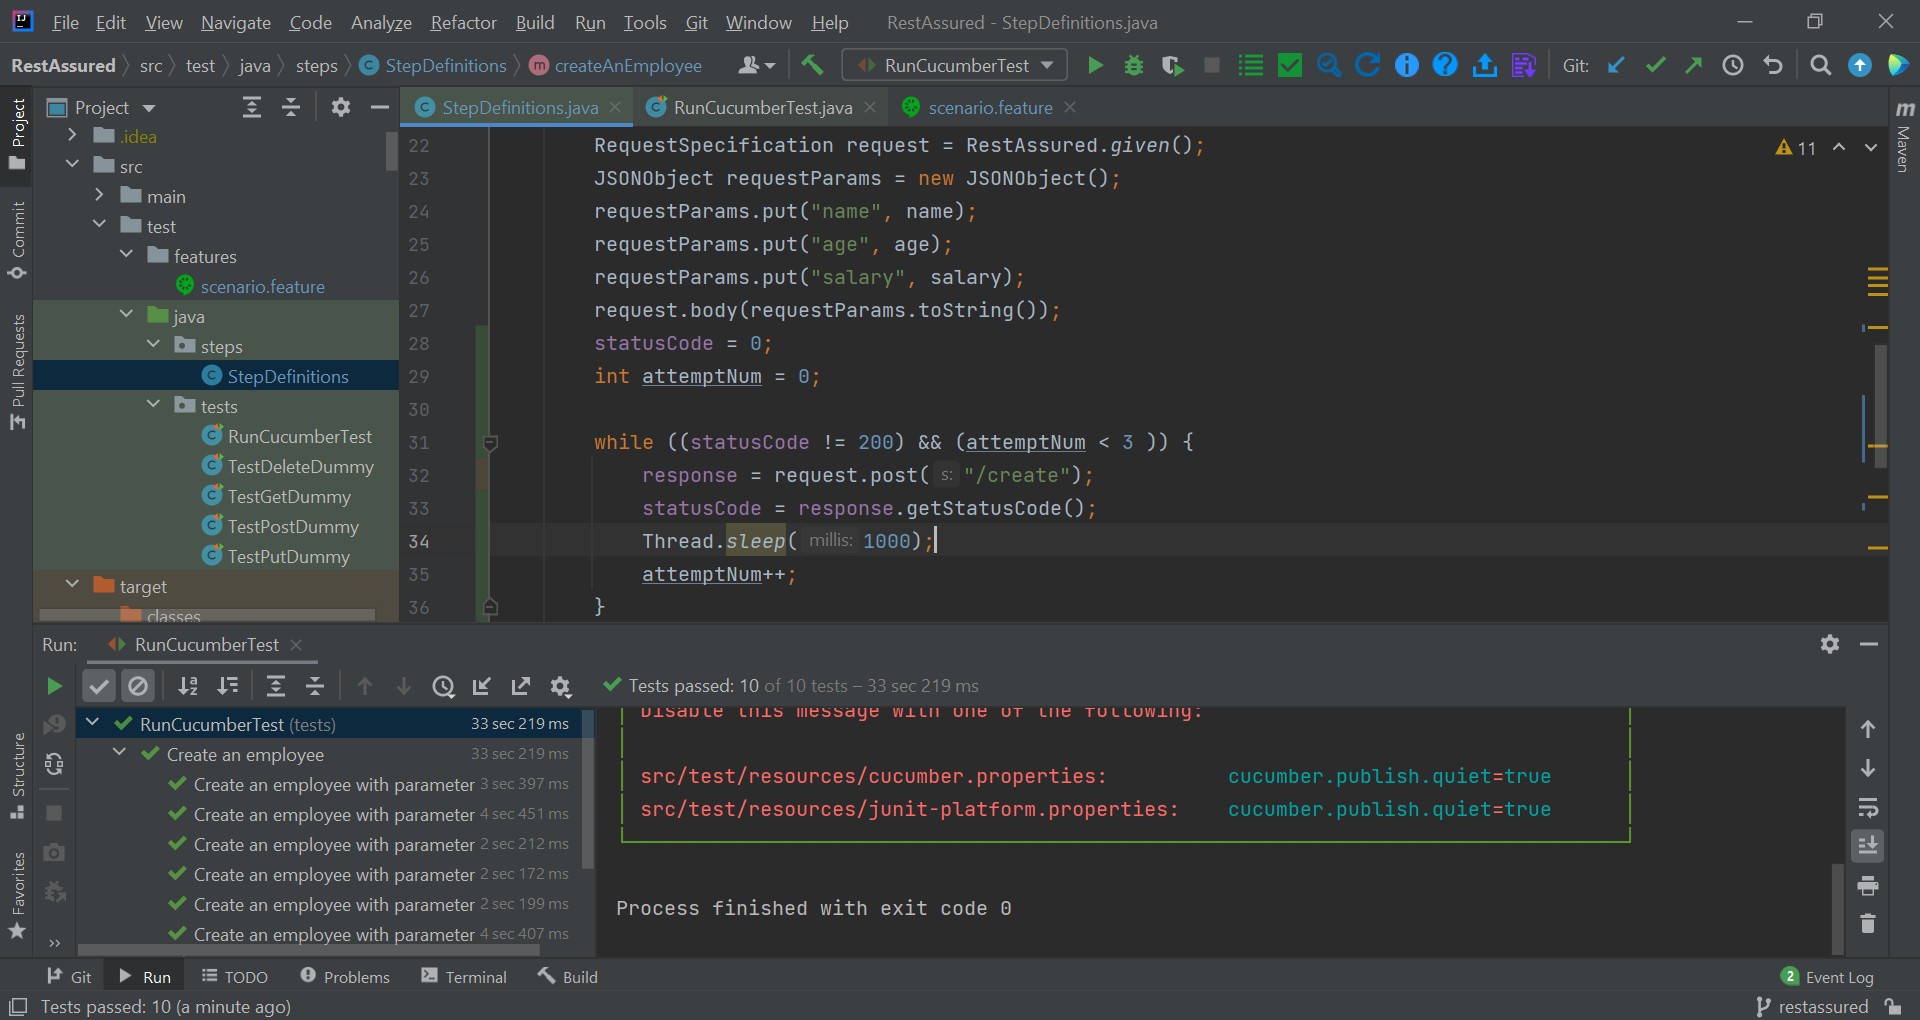 File Edit View Navigate Code Analyze Refactor Build Run Tools Git Window Help RestAssured - StepDefinitions.java
RestAssured src test java steps C StepDefinitions m createAnEmployee RunCucumberTest Git:
Project
Commit
Pull Requests
Structure
Favorites
Project
.idea
src
main
test
features
scenario.feature
java
steps
StepDefinitions
tests
RunCucumberTest
TestDeleteDummy
TestGetDummy
TestPostDummy
TestPutDummy
target
classes
StepDefinitions.java RunCucumberTest.java scenario.feature
m Maven
11
22 RequestSpecification request = RestAssured.given();
23 JSONObject requestParams = new JSONObject();
24 requestParams.put("name", name);
25 requestParams.put("age", age);
26 requestParams.put("salary", salary);
27 request.body(requestParams.toString());
28 statusCode = 0;
29 int attemptNum = 0;
30
31 while ((statusCode != 200) && (attemptNum < 3 )) {
32 response = request.post( s: "/create");
33 statusCode = response.getStatusCode();
34 Thread.sleep( millis: 1000);
35 attemptNum++;
36 }
Run: RunCucumberTest
Tests passed: 10 of 10 tests – 33 sec 219 ms
RunCucumberTest (tests) 33 sec 219 ms
Create an employee 33 sec 219 ms
Create an employee with parameter 3 sec 397 ms
Create an employee with parameter 4 sec 451 ms
Create an employee with parameter 2 sec 212 ms
Create an employee with parameter 2 sec 172 ms
Create an employee with parameter 2 sec 199 ms
Create an employee with parameter 4 sec 407 ms
Disable this message with one of the following:
src/test/resources/cucumber.properties: cucumber.publish.quiet=true
src/test/resources/junit-platform.properties: cucumber.publish.quiet=true
Process finished with exit code 0
Git Run TODO Problems Terminal Build 2 Event Log
Tests passed: 10 (a minute ago) restassured